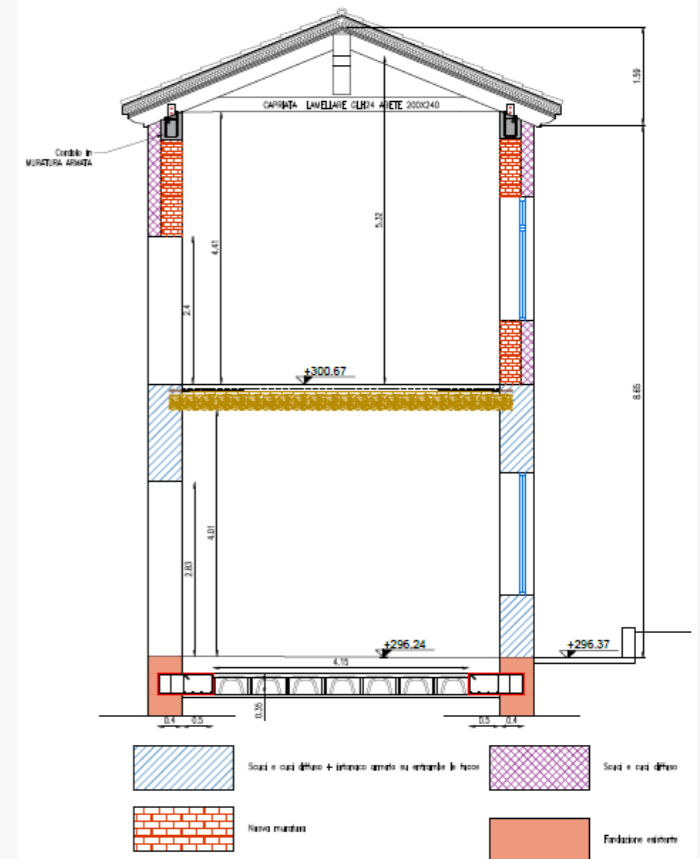 1.59
CAPRIATA LAMELLARE GLH24 ABETE 200X240
Cordolo in
MURATURA ARMATA
5.32
4.41
2.4
+300.67
8.65
4.01
2.83
+296.24
+296.37
4.15
0.35
0.4
0.5
0.5
0.4
Scuci e cuci diffuso + intonaco armato su entrambe le facce
Scuci e cuci diffuso
Nuova muratura
Fondazione esistente